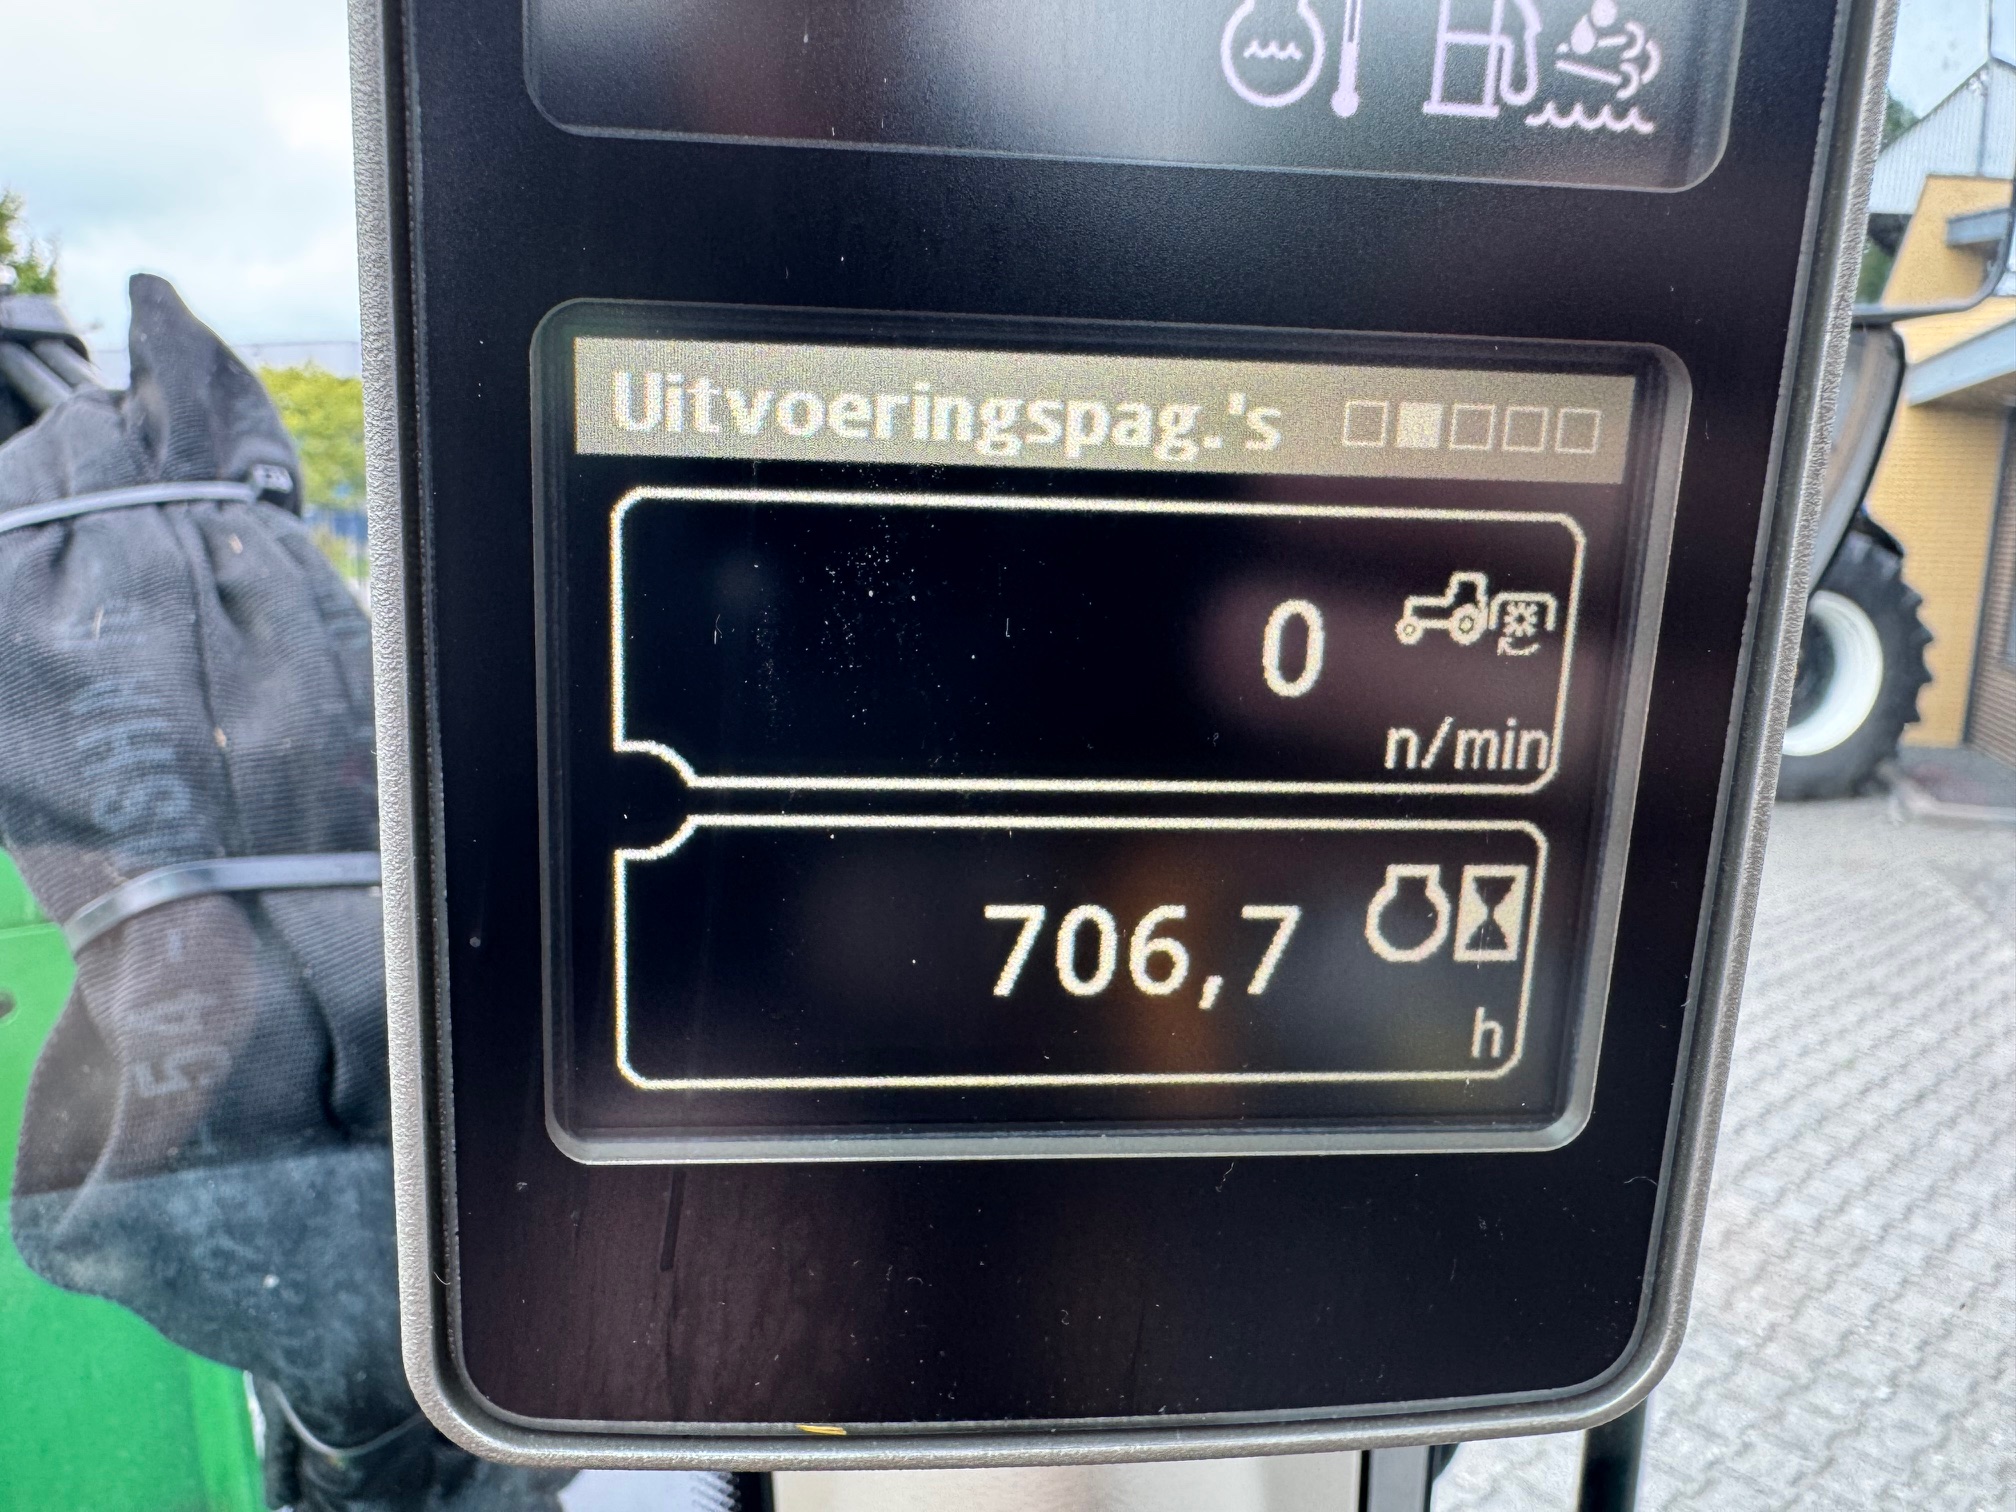 Uitvoeringspag.'s
0
n/min
706,7
h